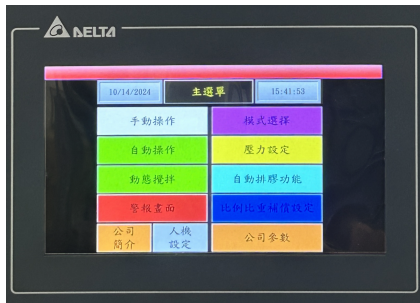 DELTA
10/14/2024
主選單
15:41:53
手動操作
模式選擇
自動操作
壓力設定
動態攪拌
自動排膠功能
警報畫面
比例比重補償設定
公司
簡介
人機
設定
公司參數